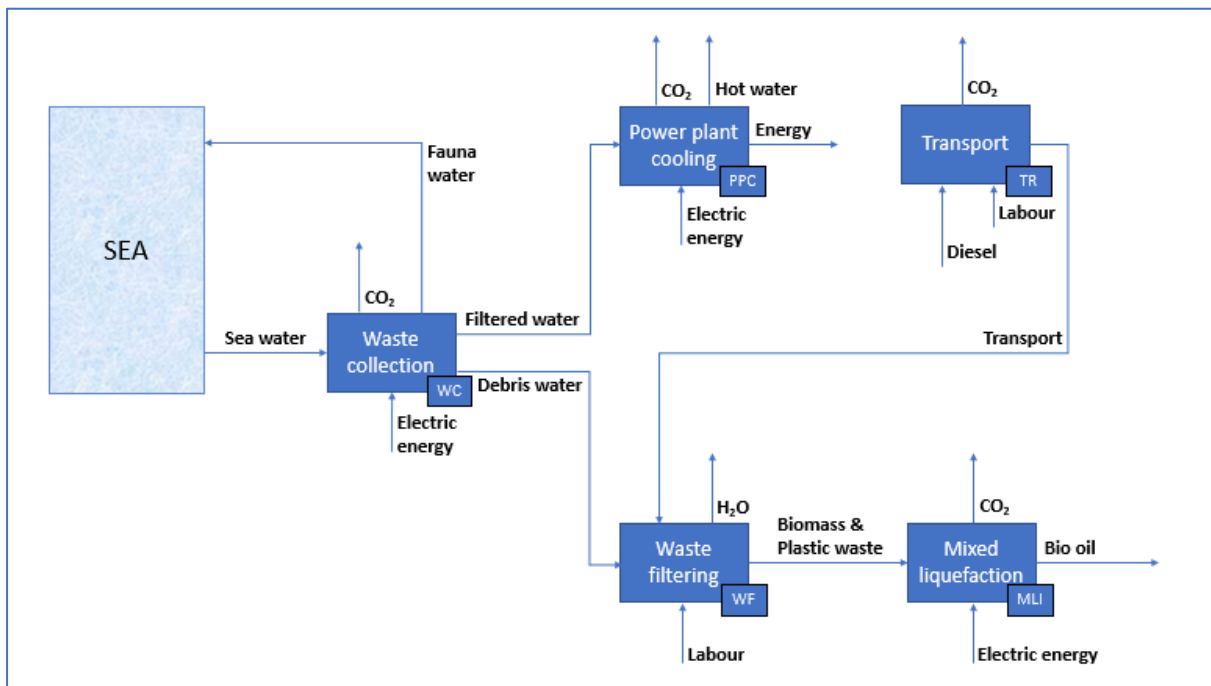 CO₂
Hot water
Power plant
cooling
PPC
Energy
Electric
energy
CO₂
Transport
TR
Labour
Diesel
Transport
SEA
Fauna
water
CO₂
Sea water
Waste
collection
WC
Filtered water
Debris water
Electric
energy
H₂O
Waste
filtering
WF
Labour
Biomass &
Plastic waste
CO₂
Mixed
liquefaction
MLI
Bio oil
Electric energy